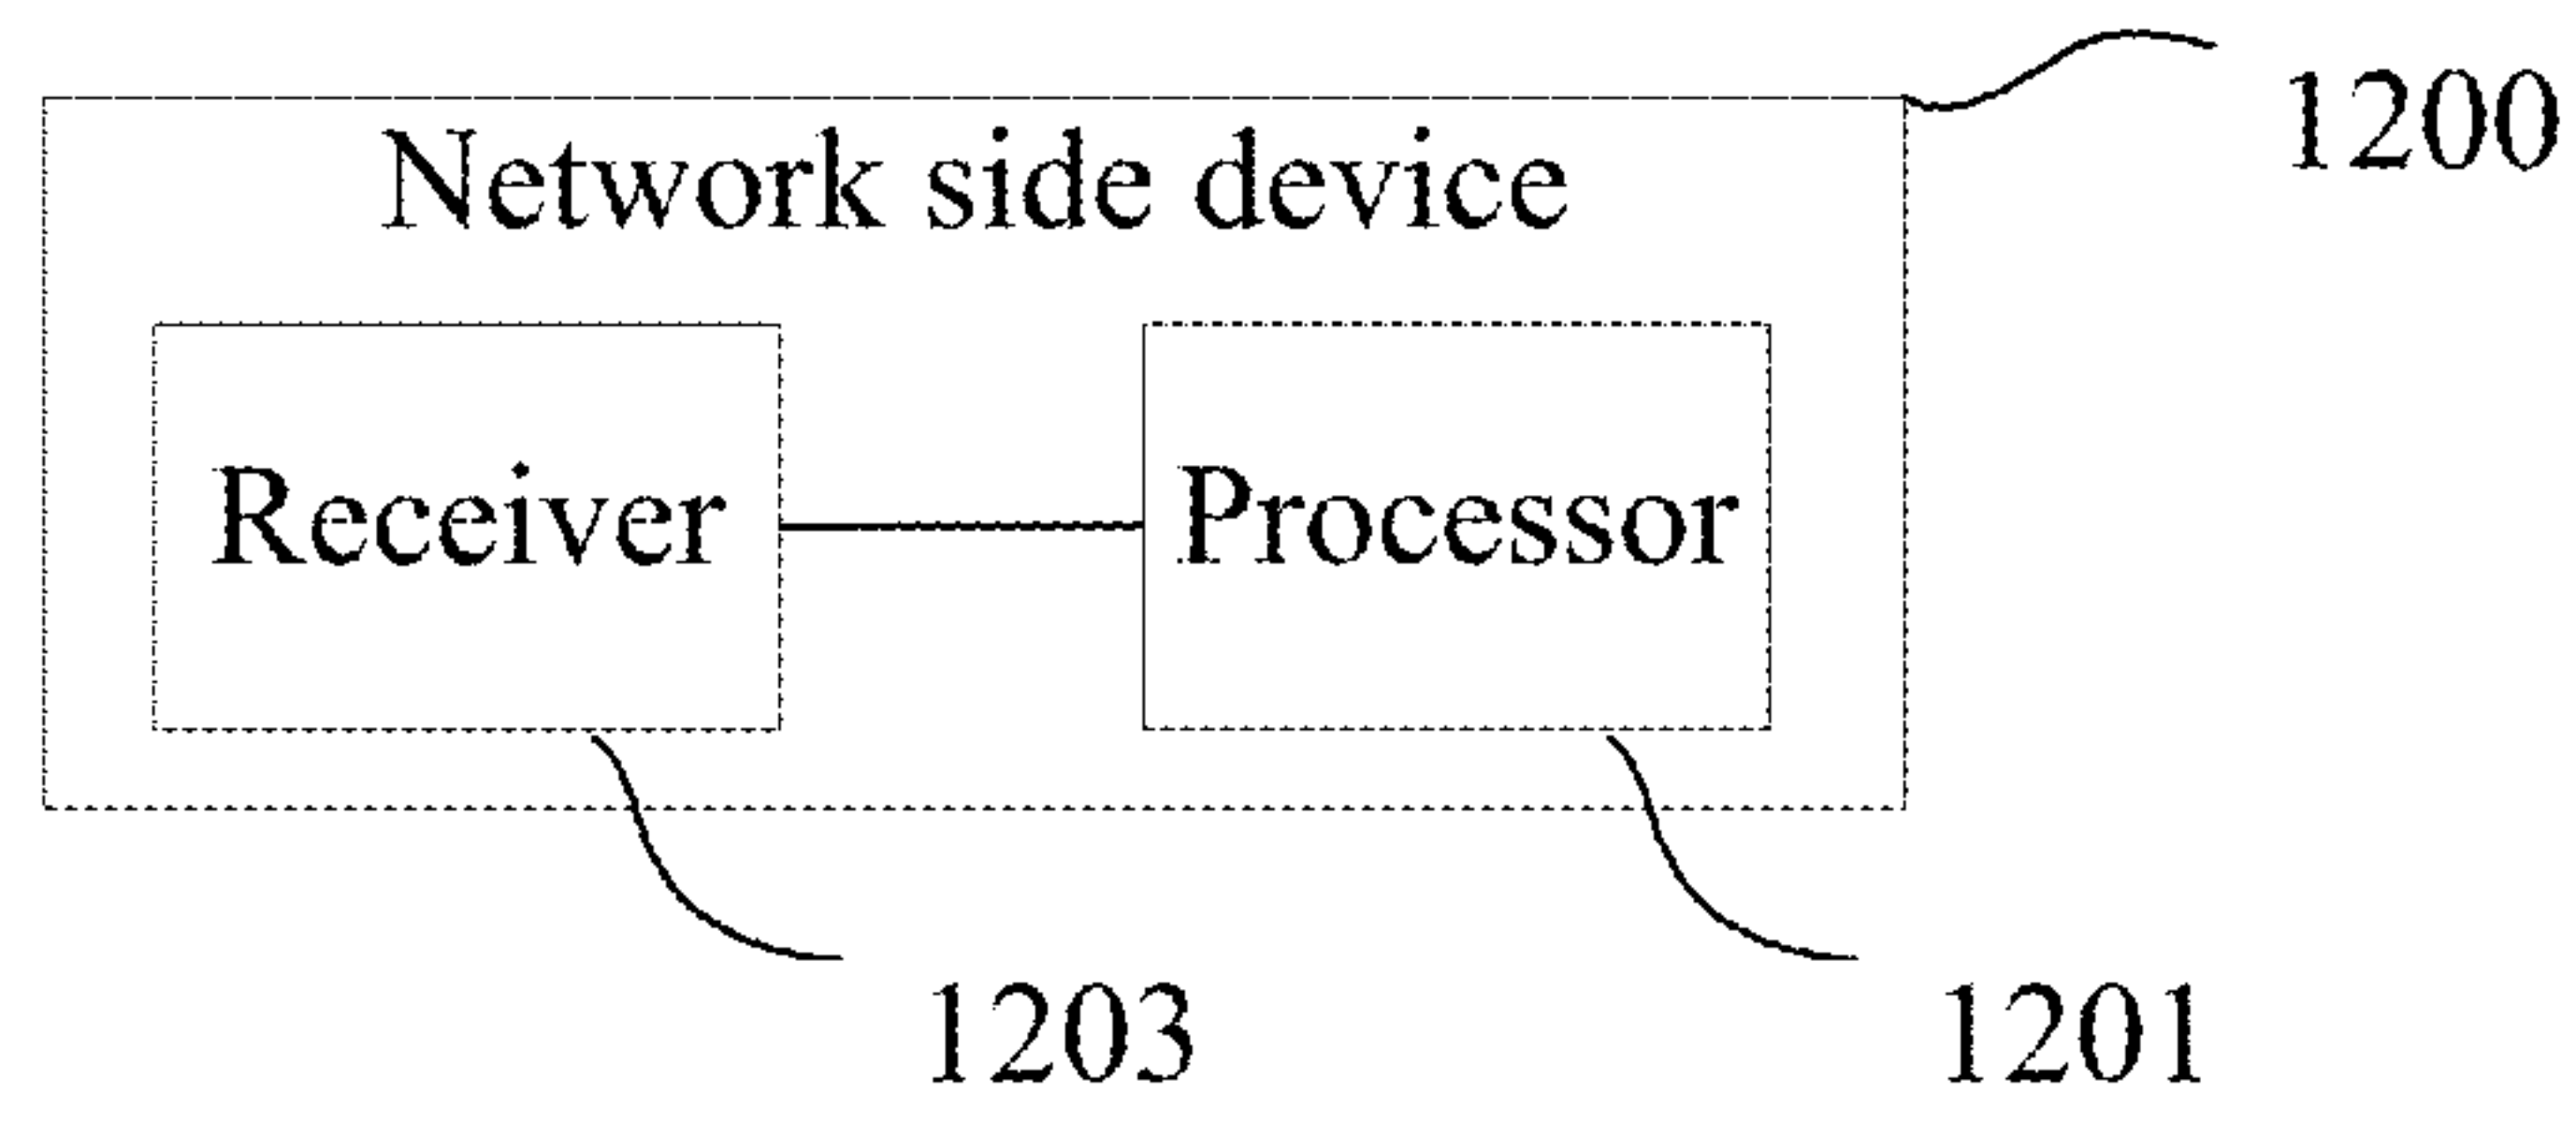 1200
Network side device
Receiver
Processor
1203
1201